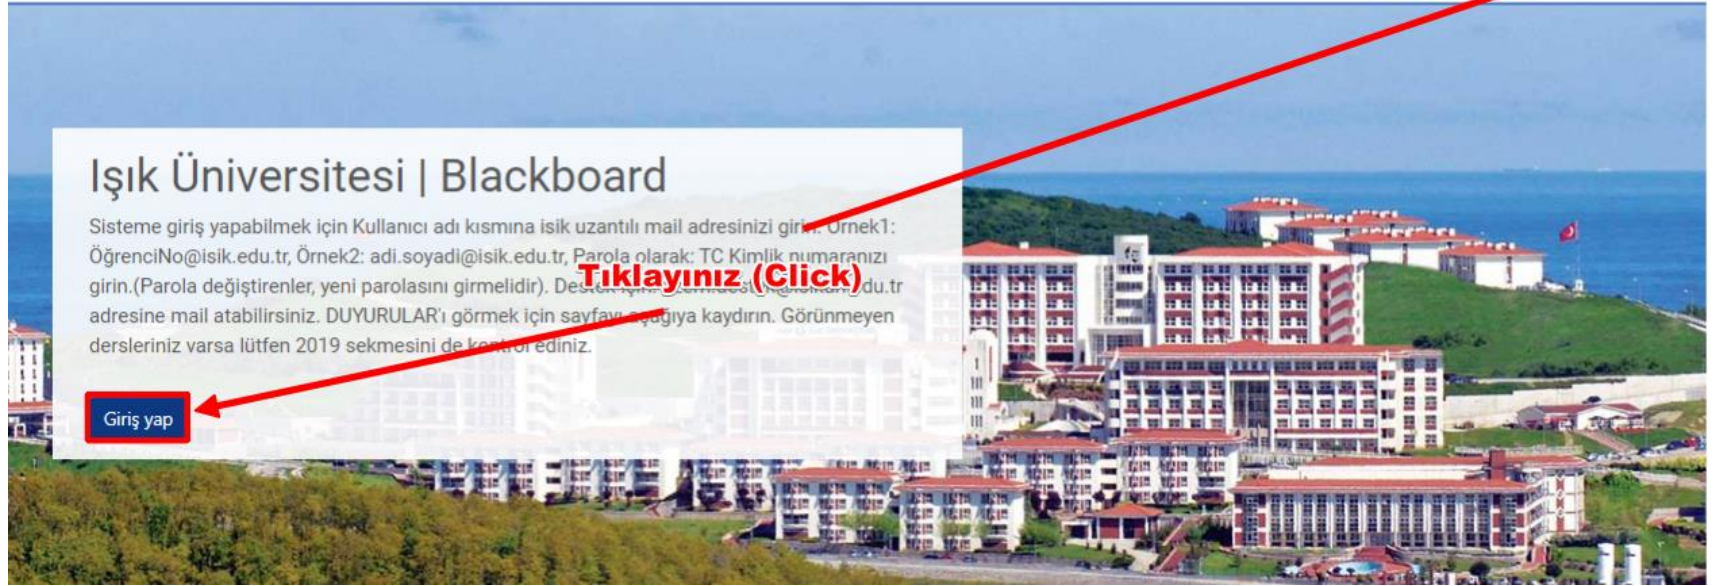 Işık Üniversitesi | Blackboard
Sisteme giriş yapabilmek için Kullanıcı adı kısmına isik uzantılı mail adresinizi girin. Örnek1:
ÖğrenciNo@isik.edu.tr, Örnek2: adi.soyadi@isik.edu.tr, Parola olarak: TC Kimlik numaranızı
Tıklayınız (Click)
girin.(Parola değiştirenler, yeni parolasını girmelidir). Destek için:
adresine mail atabilirsiniz. DUYURULAR'ı görmek için sayfayı aşağıya kaydırın. Görünmeyen
dersleriniz varsa lütfen 2019 sekmesini de kontrol ediniz.
Giriş yap